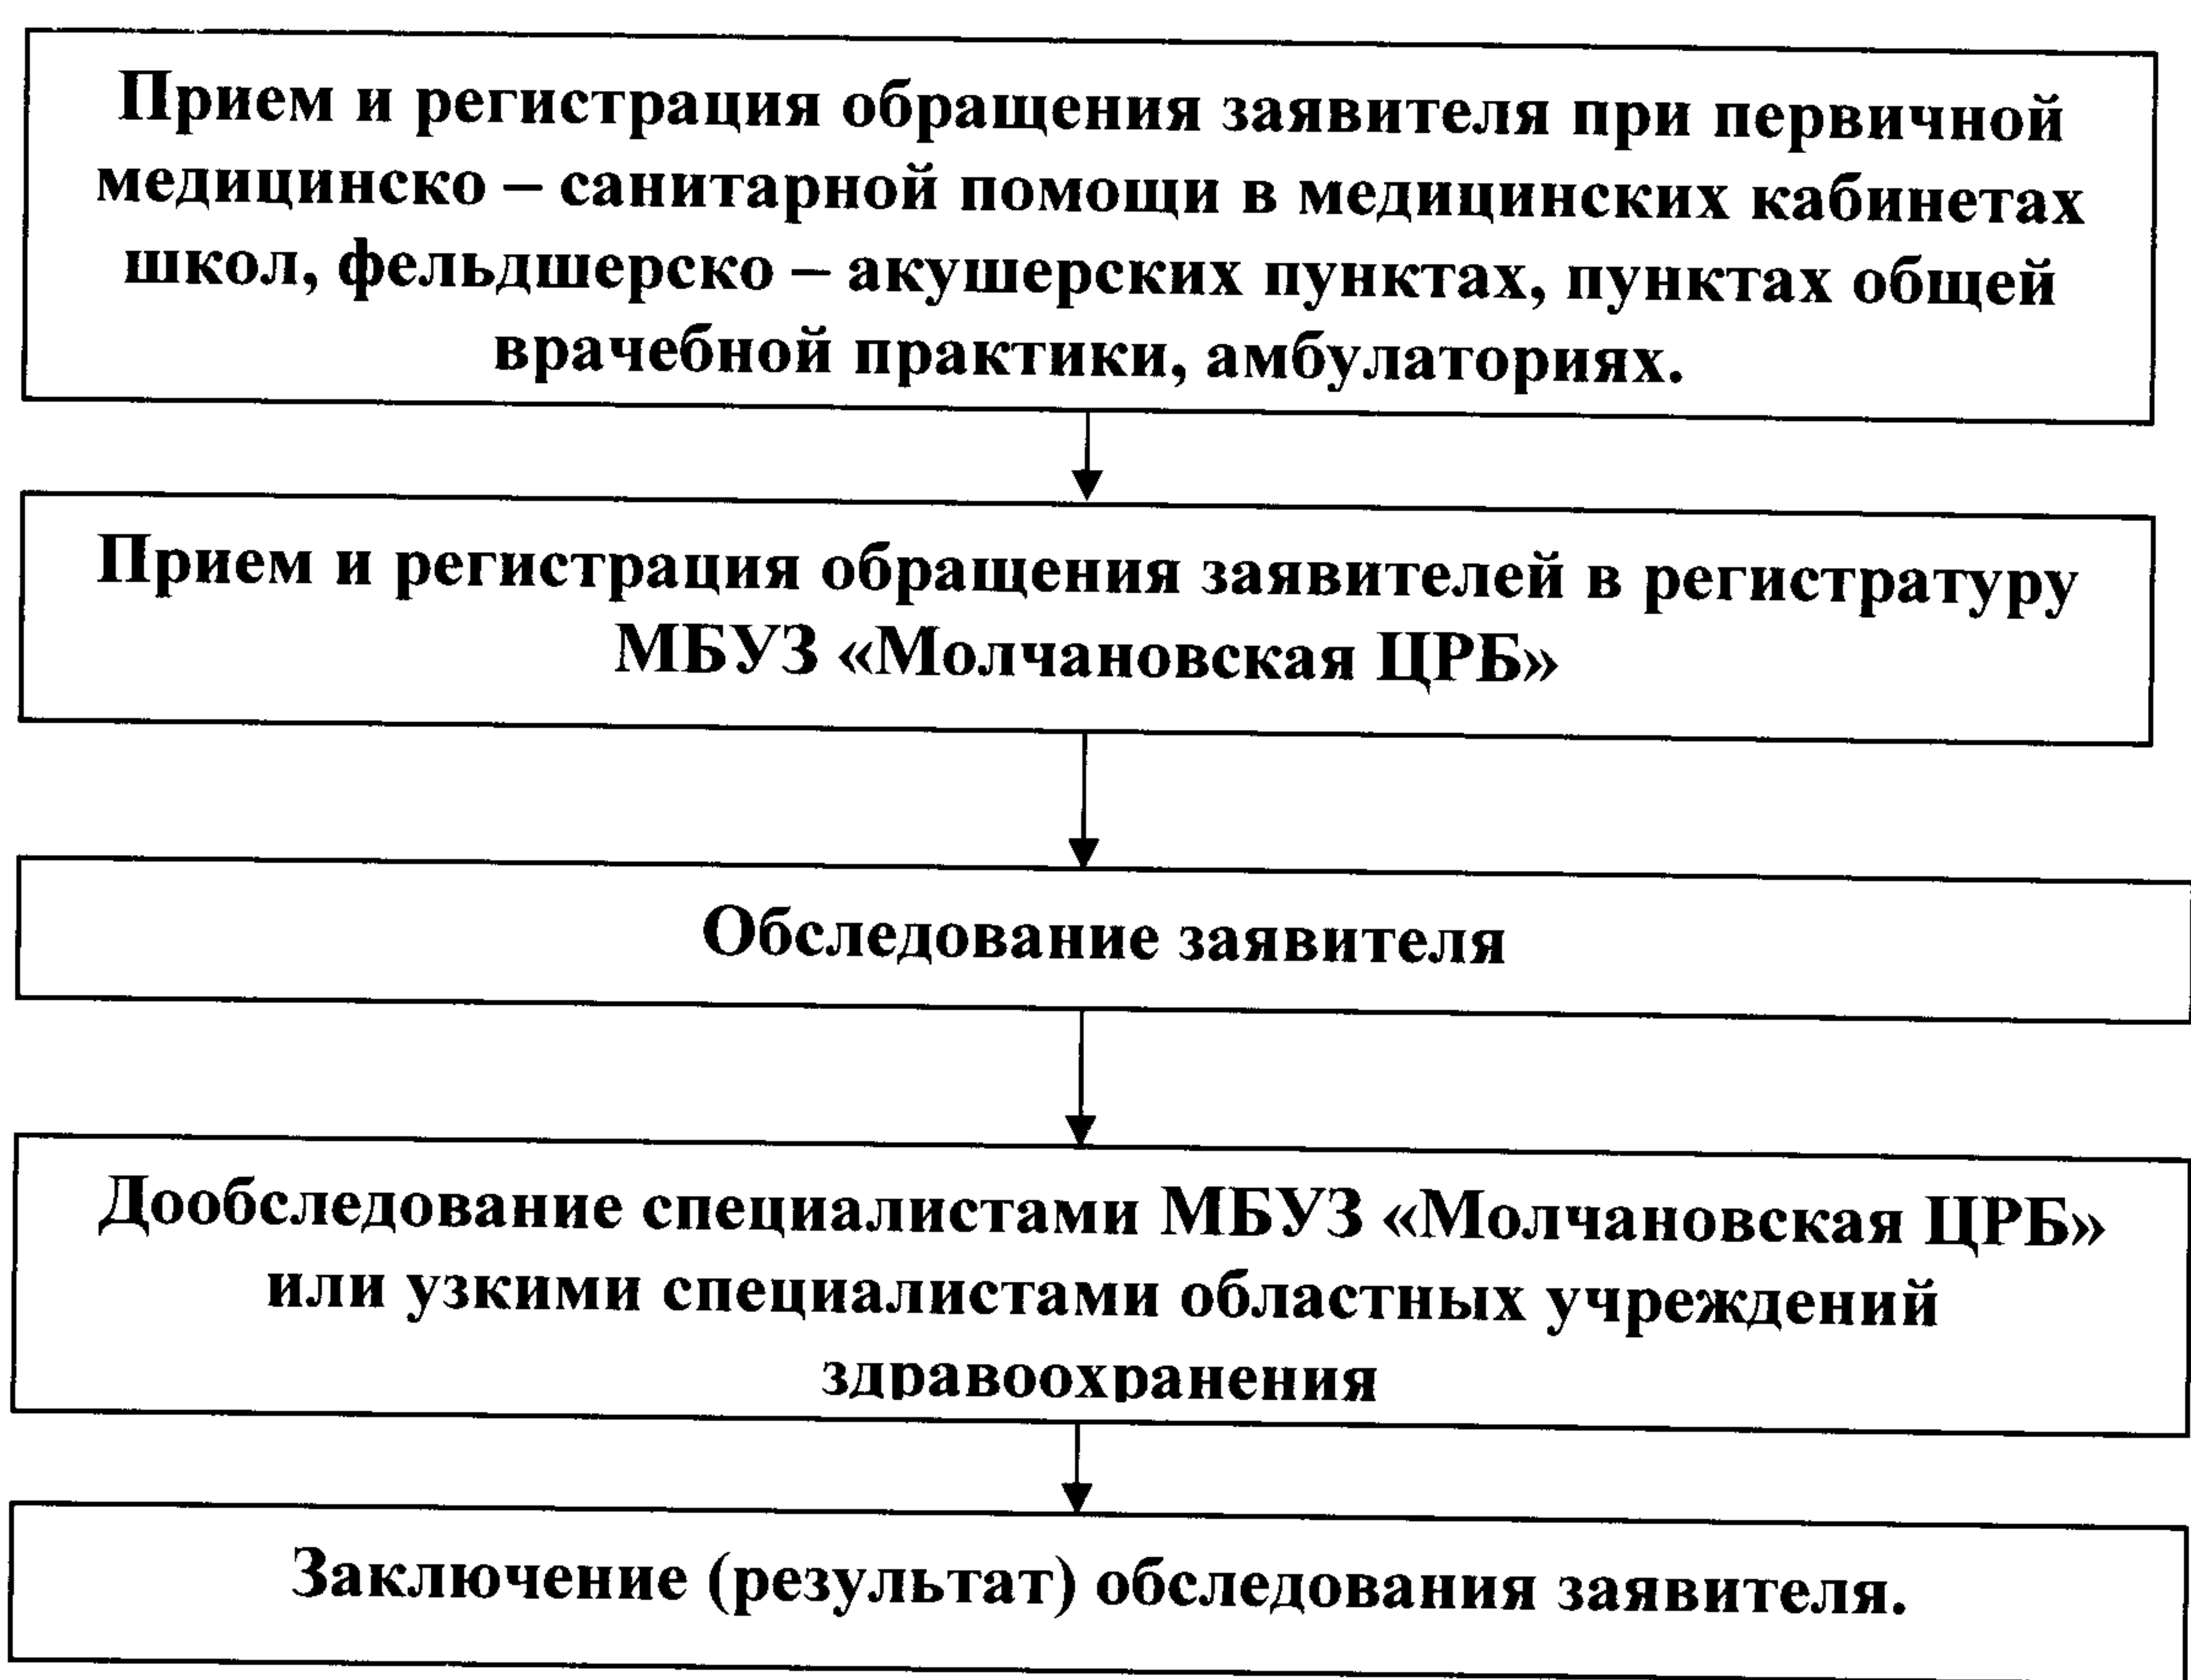 Прием и регистрация обращения заявителя при первичной
медицинско – санитарной помощи в медицинских кабинетах
школ, фельдшерско – акушерских пунктах, пунктах общей
врачебной практики, амбулаториях.
Прием и регистрация обращения заявителей в регистратуру
МБУЗ «Молчановская ЦРБ»
Обследование заявителя
Дообследование специалистами МБУЗ «Молчановская ЦРБ»
или узкими специалистами областных учреждений
здравоохранения
Заключение (результат) обследования заявителя.